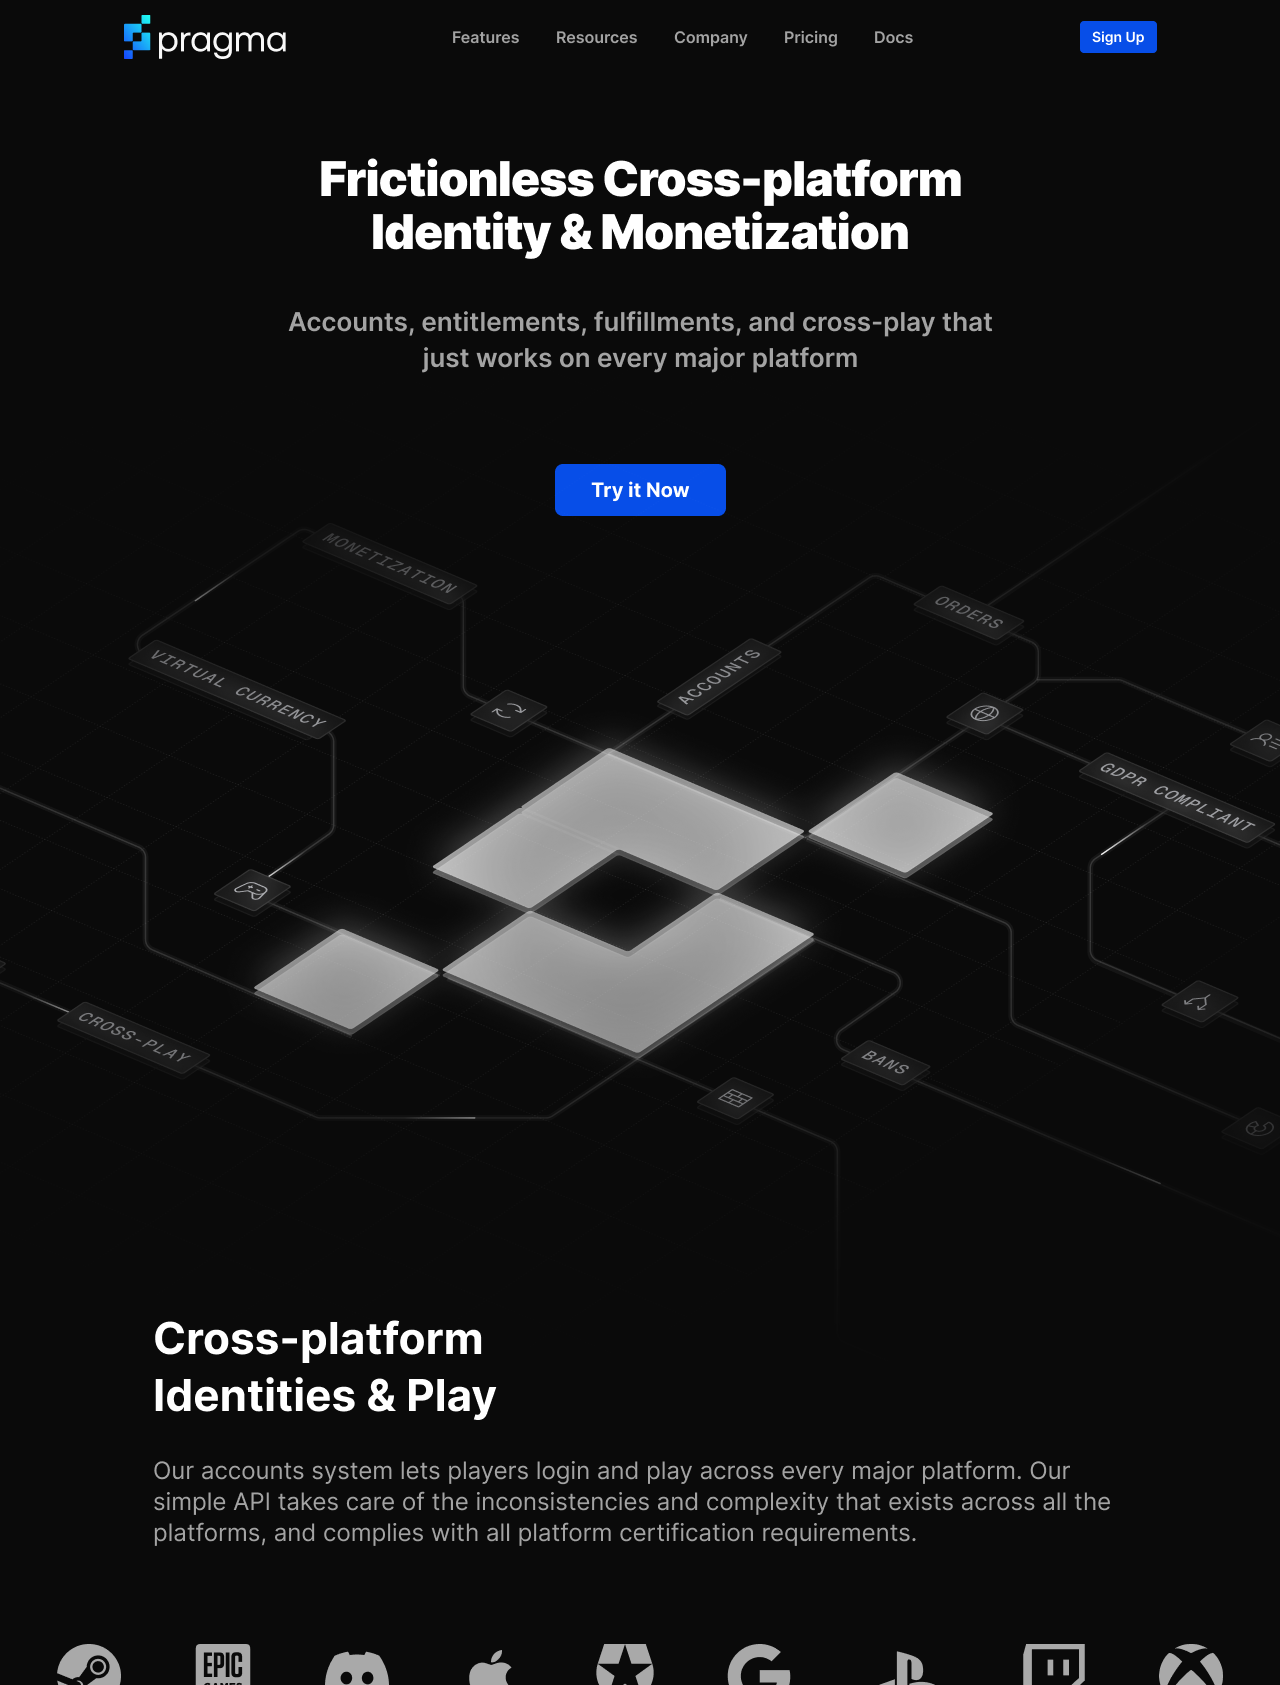 pragma
Features
Resources
Company
Pricing
Docs
Sign Up
Frictionless Cross-platform
Identity & Monetization
Accounts, entitlements, fulfillments, and cross-play that
just works on every major platform
Try it Now
MONETIZATION
ORDERS
ACCOUNTS
VIRTUAL CURRENCY
GDPR COMPLIANT
CROSS-PLAY
BANS
Cross-platform
Identities & Play
Our accounts system lets players login and play across every major platform. Our
simple API takes care of the inconsistencies and complexity that exists across all the
platforms, and complies with all platform certification requirements.
EPIC
GAMES